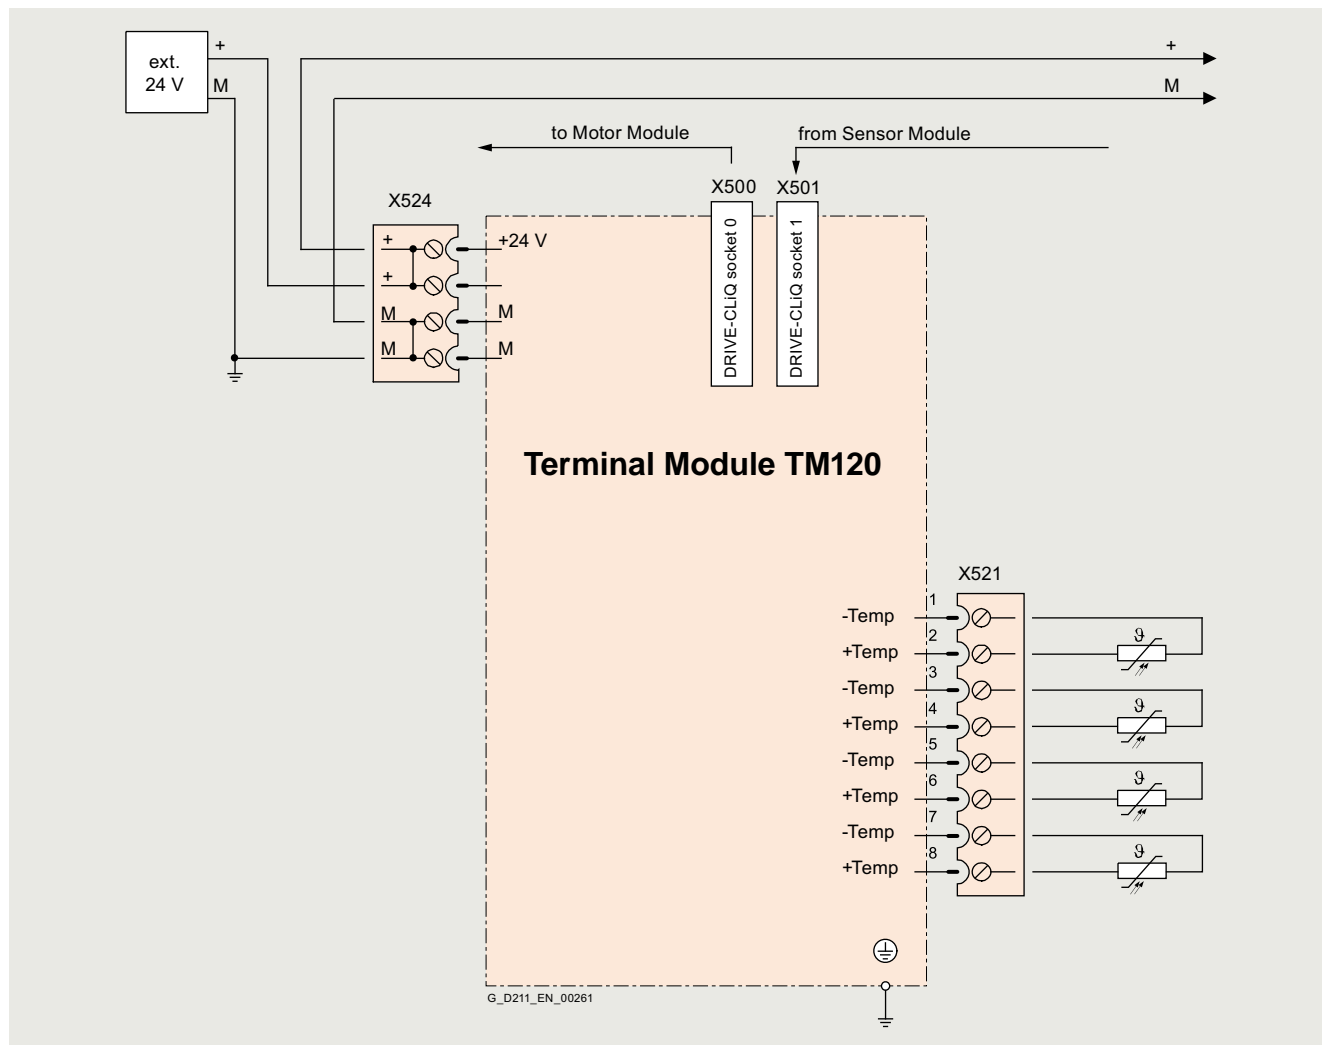 +
+
ext.
24 V
M
M
to Motor Module
from Sensor Module
X500
X501
X524
DRIVE-CLiQ socket 0
DRIVE-CLiQ socket 1
+
+24 V
+
M
M
M
M
Terminal Module TM120
X521
1
-Temp
2
+Temp
3
-Temp
4
+Temp
5
-Temp
6
+Temp
7
-Temp
8
+Temp
ϑ
ϑ
ϑ
ϑ
G_D211_EN_00261